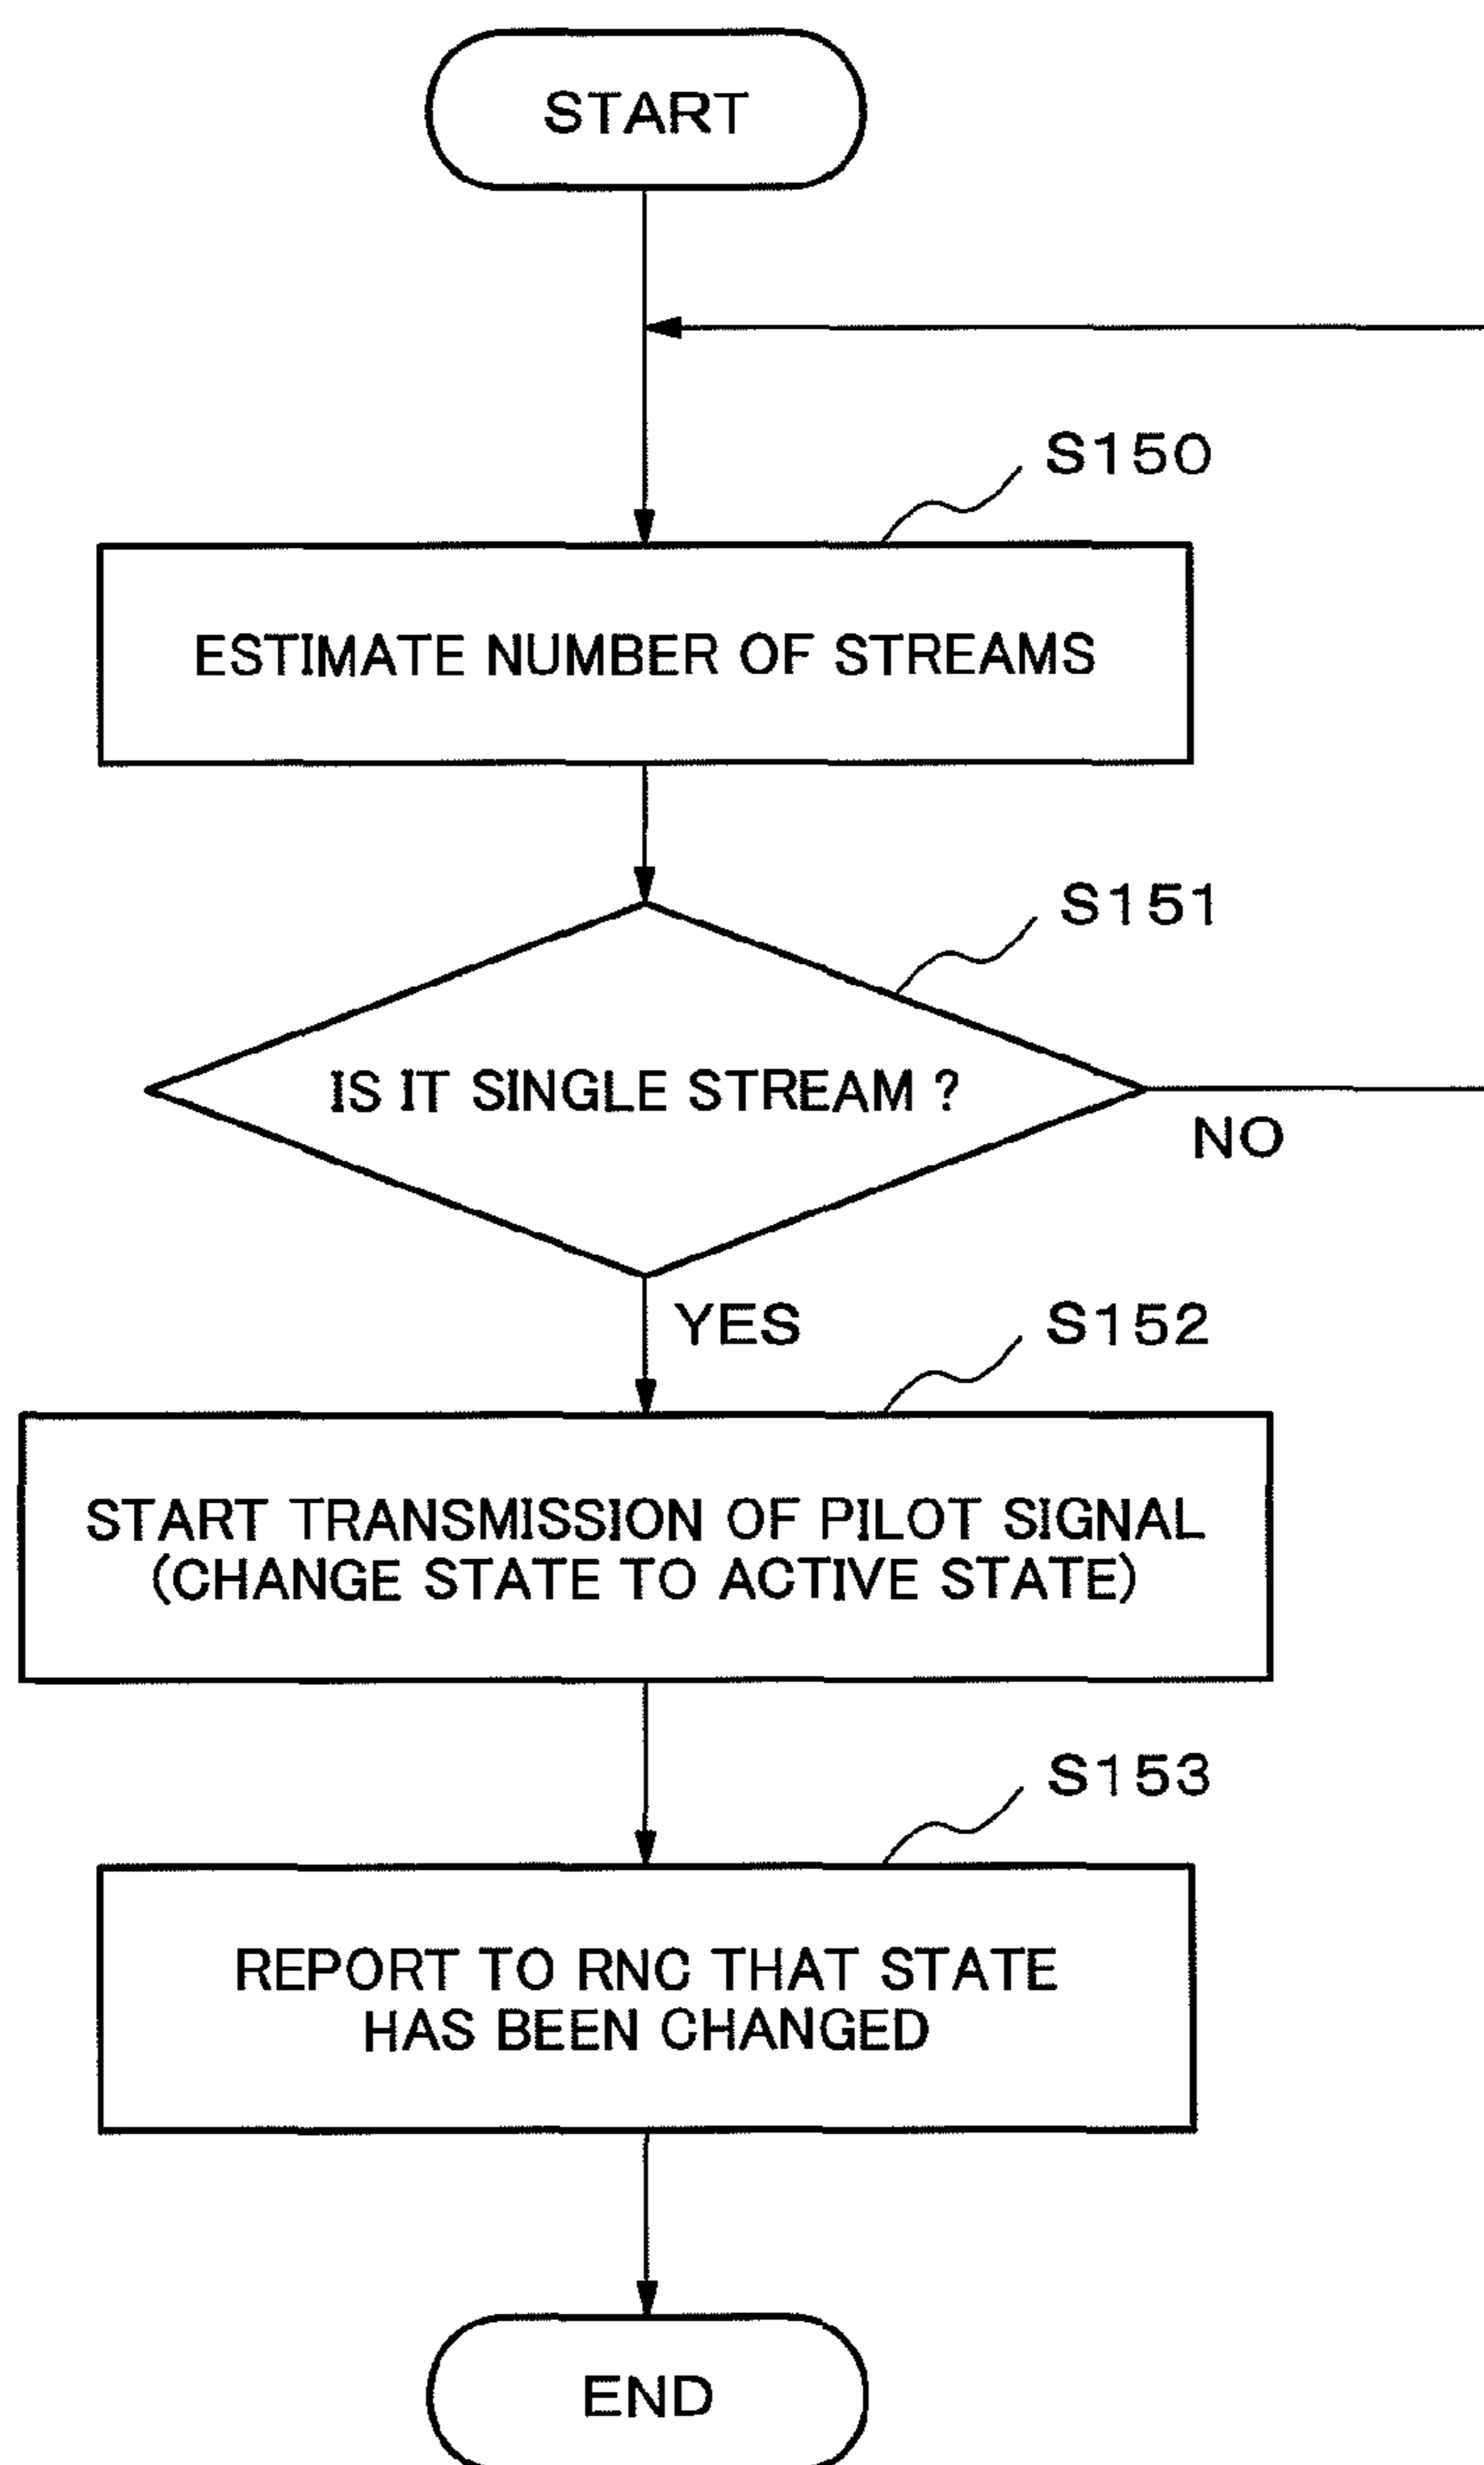 START
S150
ESTIMATE NUMBER OF STREAMS
S151
IS IT SINGLE STREAM ?
NO
YES
S152
START TRANSMISSION OF PILOT SIGNAL
(CHANGE STATE TO ACTIVE STATE)
S153
REPORT TO RNC THAT STATE
HAS BEEN CHANGED
END